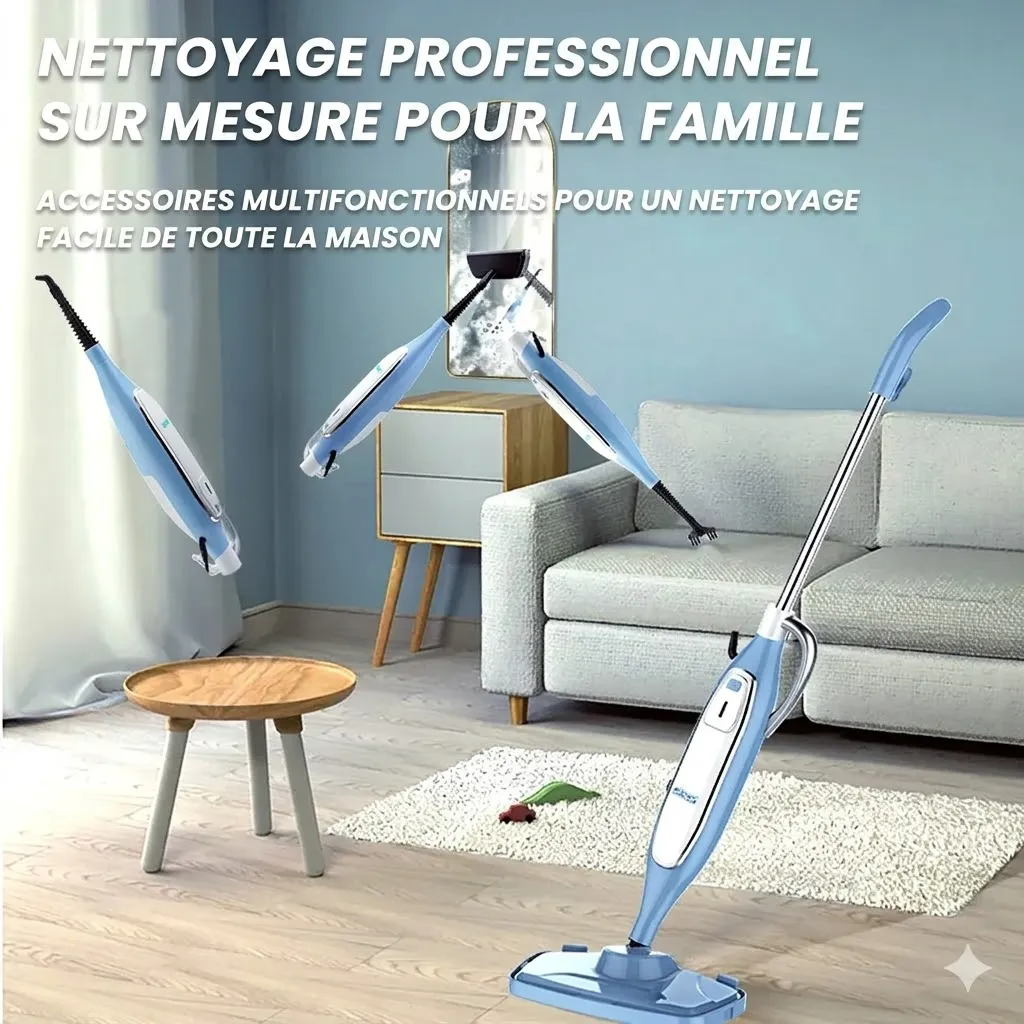 NETTOYAGE PROFESSIONNEL
SUR MESURE POUR LA FAMILLE
ACCESSOIRES MULTIFONCTIONNELS POUR UN NETTOYAGE
FACILE DE TOUTE LA MAISON